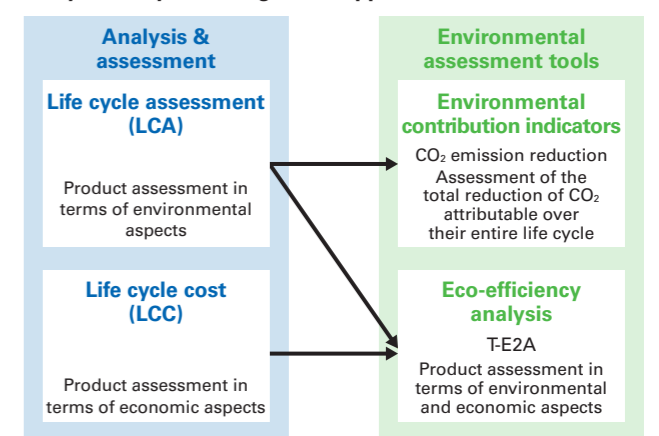 Analysis &
assessment
Life cycle assessment
(LCA)
Product assessment in
terms of environmental
aspects
Life cycle cost
(LCC)
Product assessment in
terms of economic aspects
Environmental
assessment tools
Environmental
contribution indicators
CO₂ emission reduction
Assessment of the
total reduction of CO₂
attributable over
their entire life cycle
Eco-efficiency
analysis
T-E2A
Product assessment in
terms of environmental
and economic aspects